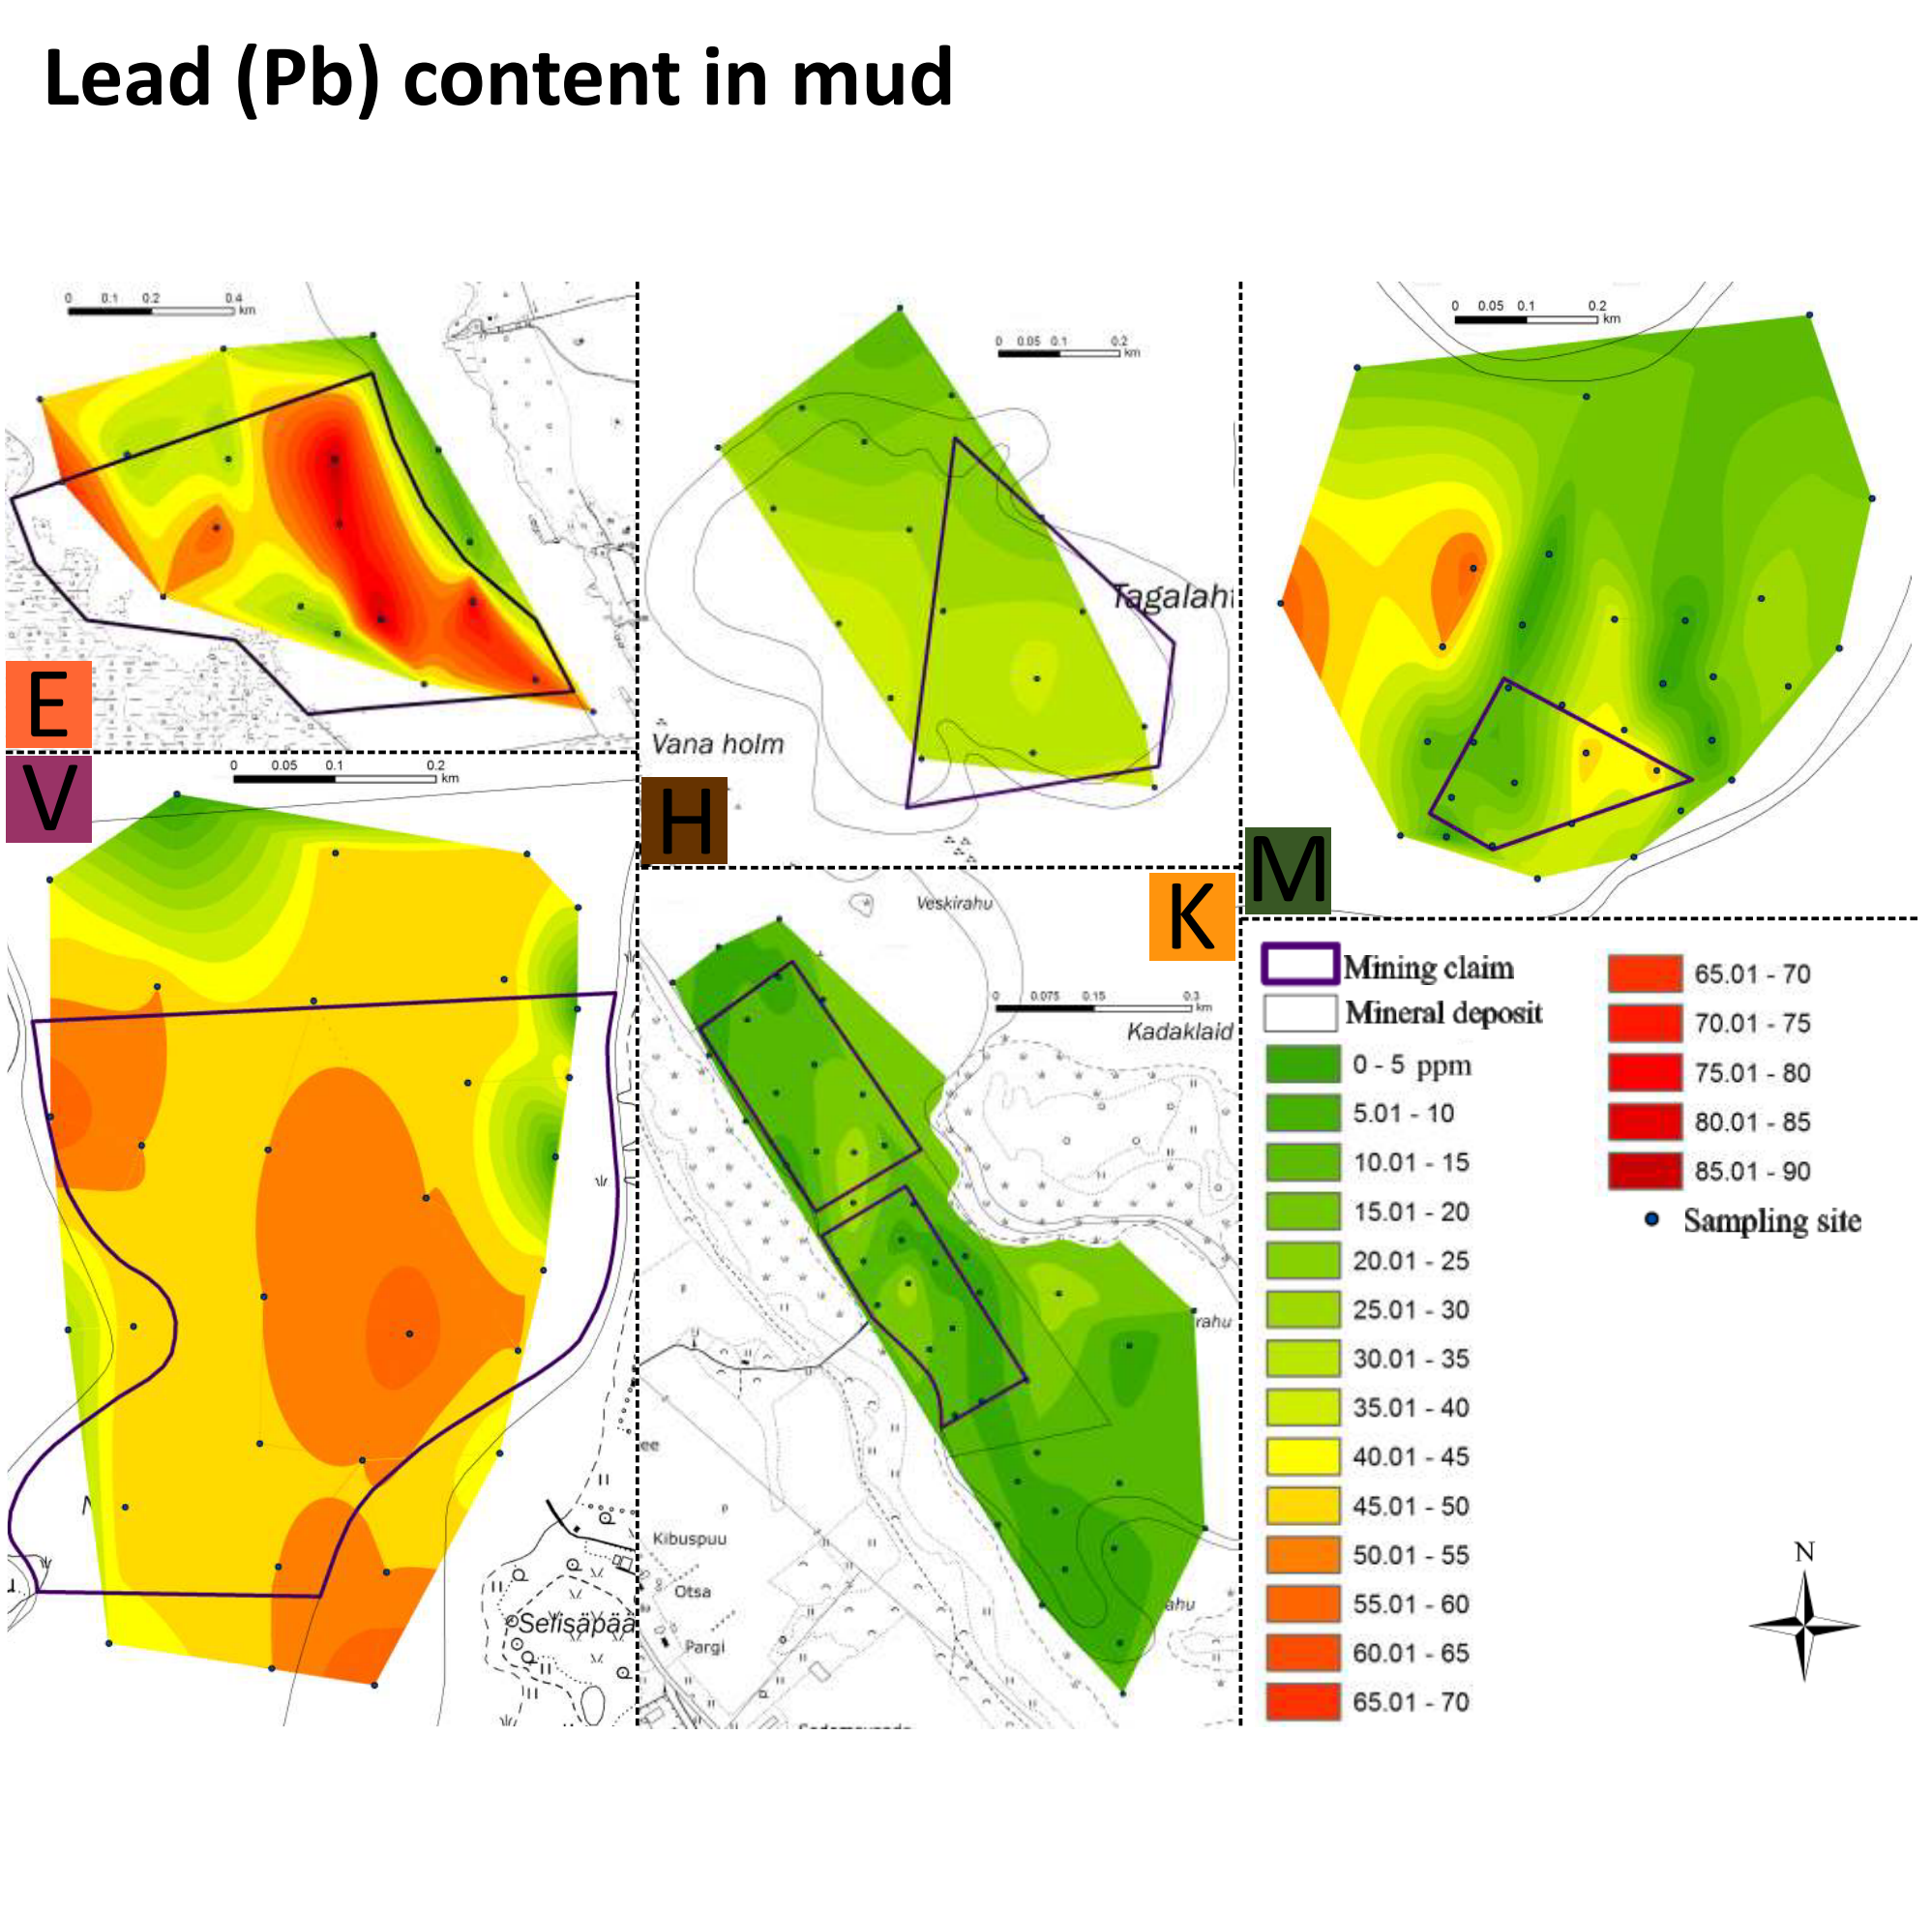 Lead (Pb) content in mud
0 0.1 0.2 0.4
km
E
0 0.05 0.1 0.2
km
Tagalaht
Vana holm
H
0 0.05 0.1 0.2
km
M
V
0 0.05 0.1 0.2
km
Selisäpää
K
Veskirahu
0 0.075 0.15 0.3
km
Kadaklaid
rahu
ee
Kibuspuu
Otsa
Pargi
ahu
Mining claim
Mineral deposit
0 - 5 ppm
5.01 - 10
10.01 - 15
15.01 - 20
20.01 - 25
25.01 - 30
30.01 - 35
35.01 - 40
40.01 - 45
45.01 - 50
50.01 - 55
55.01 - 60
60.01 - 65
65.01 - 70
65.01 - 70
70.01 - 75
75.01 - 80
80.01 - 85
85.01 - 90
Sampling site
N